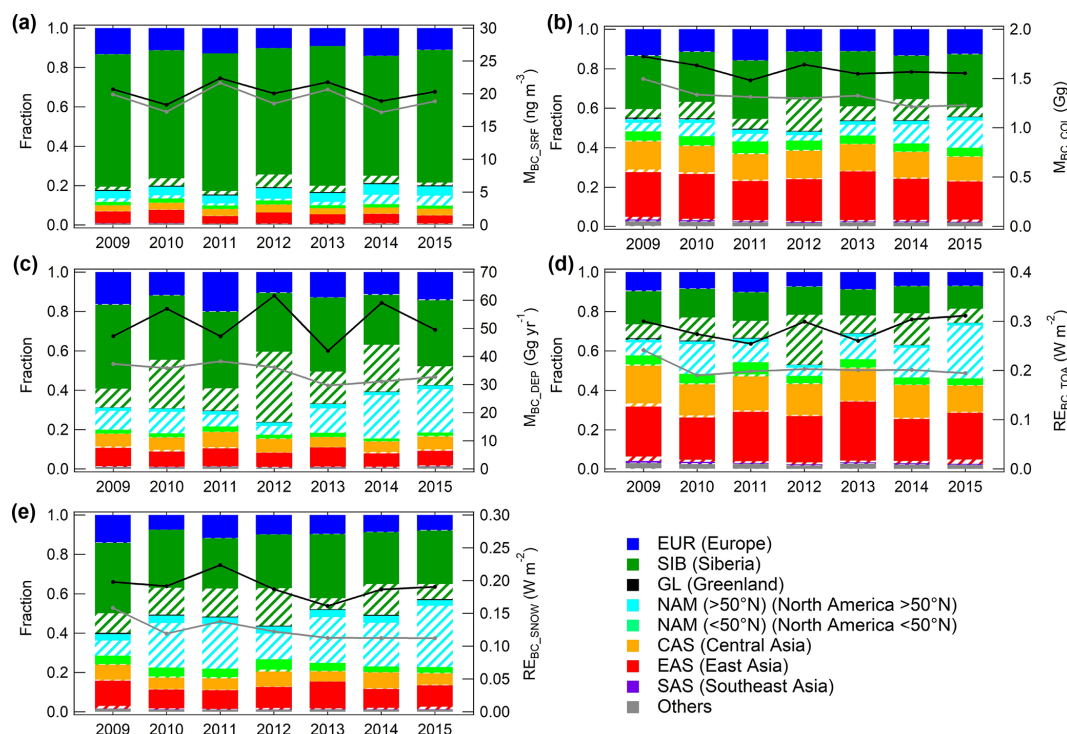 (a)
1.0
0.8
0.6
0.4
0.2
0.0
Fraction
30
25
20
15
10
5
0
M_BC_SRF (ng m⁻³)
2009 2010 2011 2012 2013 2014 2015
(b)
1.0
0.8
0.6
0.4
0.2
0.0
Fraction
2.0
1.5
1.0
0.5
0.0
M_BC_COL (Gg)
2009 2010 2011 2012 2013 2014 2015
(c)
1.0
0.8
0.6
0.4
0.2
0.0
Fraction
70
60
50
40
30
20
10
0
M_BC_DEP (Gg yr⁻¹)
2009 2010 2011 2012 2013 2014 2015
(d)
1.0
0.8
0.6
0.4
0.2
0.0
Fraction
0.4
0.3
0.2
0.1
0.0
RE_BC_TOA (W m⁻²)
2009 2010 2011 2012 2013 2014 2015
(e)
1.0
0.8
0.6
0.4
0.2
0.0
Fraction
0.30
0.25
0.20
0.15
0.10
0.05
0.00
RE_BC_SNOW (W m⁻²)
2009 2010 2011 2012 2013 2014 2015
EUR (Europe)
SIB (Siberia)
GL (Greenland)
NAM (>50°N) (North America >50°N)
NAM (<50°N) (North America <50°N)
CAS (Central Asia)
EAS (East Asia)
SAS (Southeast Asia)
Others